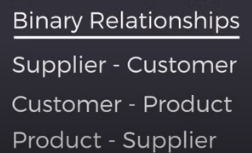 Binary Relationships
Supplier - Customer
Customer - Product
Product - Supplier